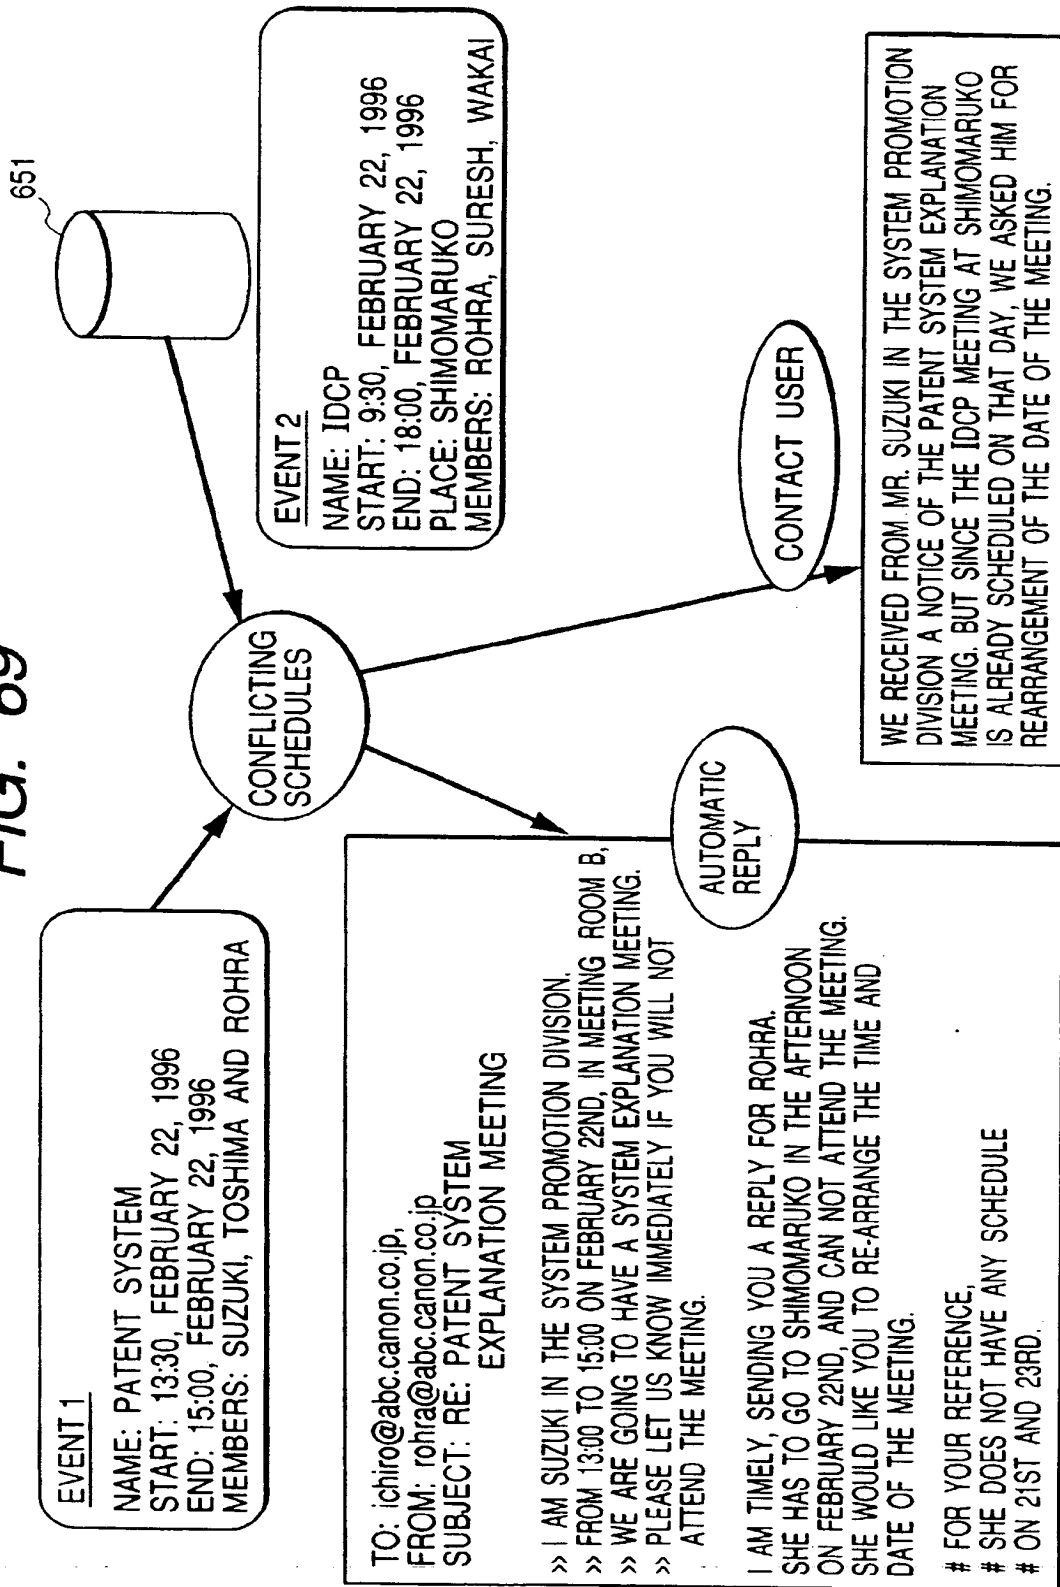 FIG. 69
651
EVENT 1
NAME: PATENT SYSTEM
START: 13:30, FEBRUARY 22, 1996
END: 15:00, FEBRUARY 22, 1996
MEMBERS: SUZUKI, TOSHIMA AND ROHRA
CONFLICTING
SCHEDULES
EVENT 2
NAME: IDCP
START: 9:30, FEBRUARY 22, 1996
END: 18:00, FEBRUARY 22, 1996
PLACE: SHIMOMARUKO
MEMBERS: ROHRA, SURESH, WAKAI
TO: ichiro@abc.canon.co.jp,
FROM: rohra@abc.canon.co.jp
SUBJECT: RE: PATENT SYSTEM
EXPLANATION MEETING
>> I AM SUZUKI IN THE SYSTEM PROMOTION DIVISION.
>> FROM 13:00 TO 15:00 ON FEBRUARY 22ND, IN MEETING ROOM B,
>> WE ARE GOING TO HAVE A SYSTEM EXPLANATION MEETING.
>> PLEASE LET US KNOW IMMEDIATELY IF YOU WILL NOT
ATTEND THE MEETING.
I AM TIMELY, SENDING YOU A REPLY FOR ROHRA.
SHE HAS TO GO TO SHIMOMARUKO IN THE AFTERNOON
ON FEBRUARY 22ND, AND CAN NOT ATTEND THE MEETING.
SHE WOULD LIKE YOU TO RE-ARRANGE THE TIME AND
DATE OF THE MEETING.
# FOR YOUR REFERENCE,
# SHE DOES NOT HAVE ANY SCHEDULE
# ON 21ST AND 23RD.
AUTOMATIC
REPLY
CONTACT USER
WE RECEIVED FROM MR. SUZUKI IN THE SYSTEM PROMOTION
DIVISION A NOTICE OF THE PATENT SYSTEM EXPLANATION
MEETING. BUT SINCE THE IDCP MEETING AT SHIMOMARUKO
IS ALREADY SCHEDULED ON THAT DAY, WE ASKED HIM FOR
REARRANGEMENT OF THE DATE OF THE MEETING.